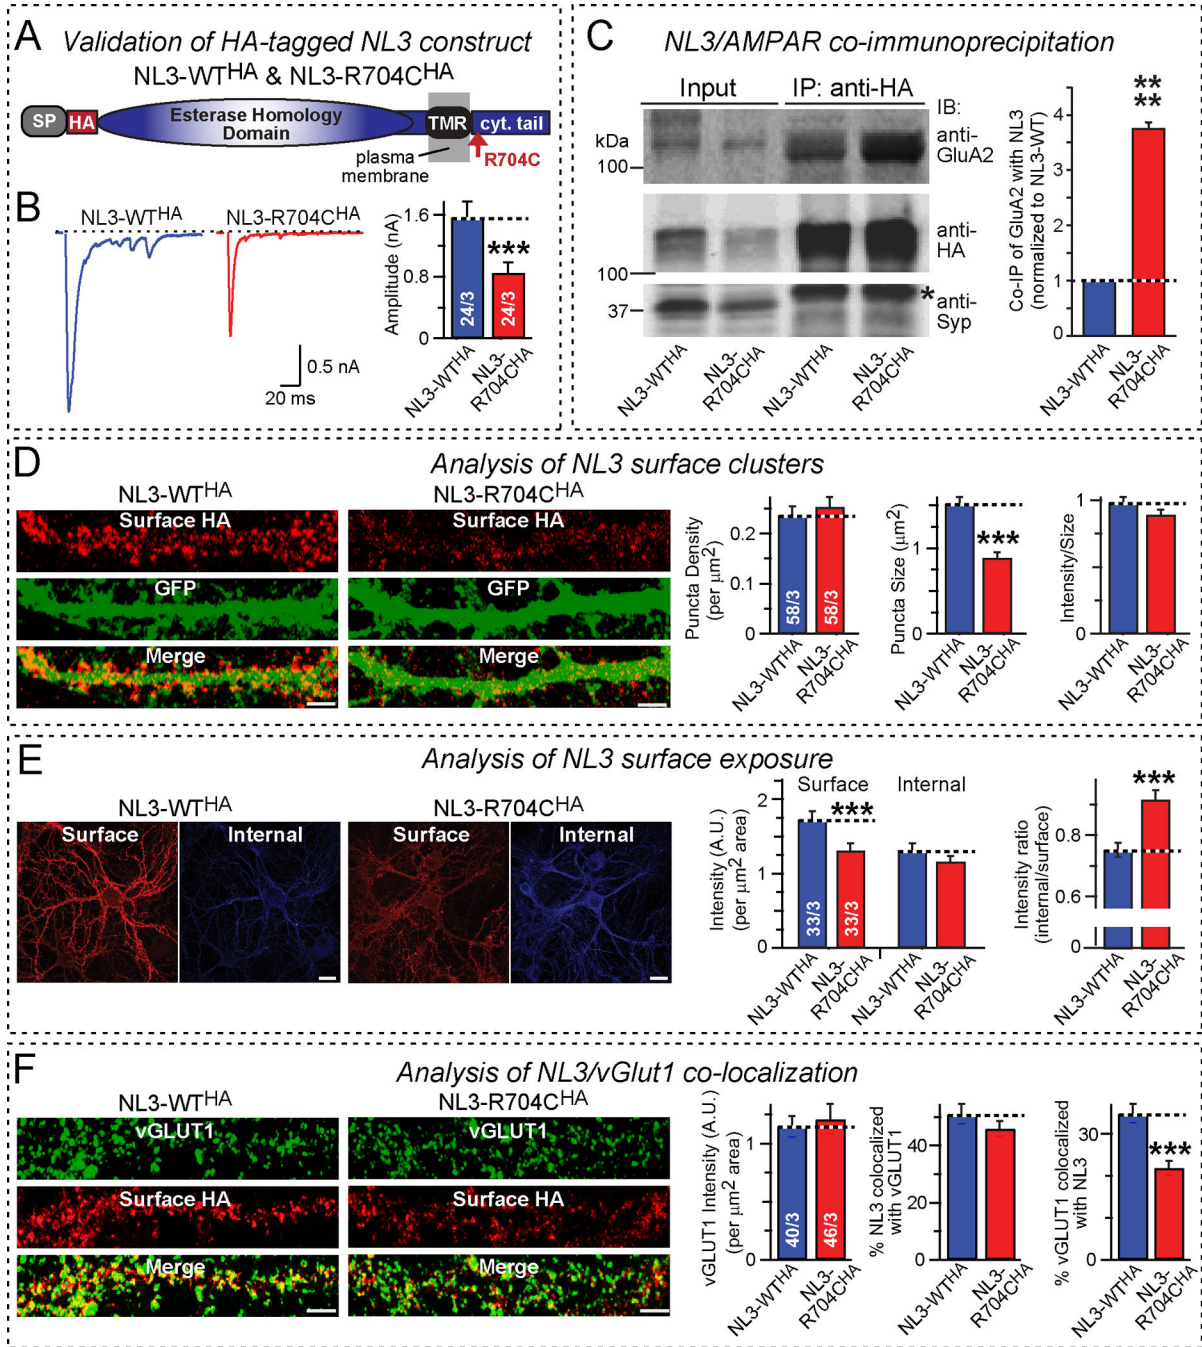 A Validation of HA-tagged NL3 construct
NL3-WTHA & NL3-R704CHA
SP HA Esterase Homology Domain TMR cyt. tail
plasma membrane
R704C
B
NL3-WTHA NL3-R704CHA
0.5 nA
20 ms
Amplitude (nA)
1.6
0.8
0
24/3 24/3
***
NL3-WTHA
NL3-R704CHA
C NL3/AMPAR co-immunoprecipitation
Input IP: anti-HA IB:
kDa
100
anti-GluA2
anti-HA
100
37
*
anti-Syp
NL3-WTHA
NL3-R704CHA
NL3-WTHA
NL3-R704CHA
Co-IP of GluA2 with NL3
(normalized to NL3-WT)
4
3
2
1
0
**
**
NL3-WTHA
NL3-R704CHA
D Analysis of NL3 surface clusters
NL3-WTHA NL3-R704CHA
Surface HA Surface HA
GFP GFP
Merge Merge
Puncta Density
(per μm2)
0.2
0.1
0
58/3 58/3
NL3-WTHA
NL3-R704CHA
Puncta Size (μm2)
1
0
***
NL3-WTHA
NL3-R704CHA
Intensity/Size
1
0
NL3-WTHA
NL3-R704CHA
E Analysis of NL3 surface exposure
NL3-WTHA NL3-R704CHA
Surface Internal Surface Internal
Intensity (A.U.)
(per μm2 area)
2
1
0
Surface Internal
***
33/3 33/3
NL3-WTHA
NL3-R704CHA
NL3-WTHA
NL3-R704CHA
Intensity ratio
(internal/surface)
0.8
0.6
0
***
NL3-WTHA
NL3-R704CHA
F Analysis of NL3/vGlut1 co-localization
NL3-WTHA NL3-R704CHA
vGLUT1 vGLUT1
Surface HA Surface HA
Merge Merge
vGLUT1 Intensity (A.U.)
(per μm2 area)
1
0
40/3 46/3
NL3-WTHA
NL3-R704CHA
% NL3 colocalized
with vGLUT1
40
20
0
NL3-WTHA
NL3-R704CHA
% vGLUT1 colocalized
with NL3
30
0
***
NL3-WTHA
NL3-R704CHA